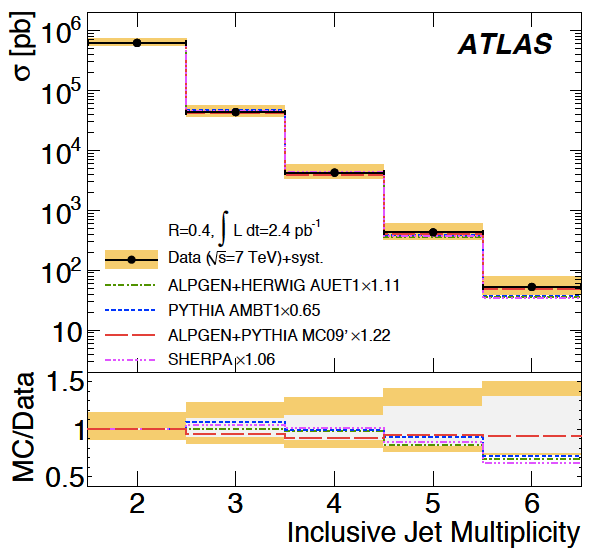 σ [pb]
10⁶
10⁵
10⁴
10³
10²
10
ATLAS
R=0.4, ∫ L dt=2.4 pb⁻¹
Data (√s=7 TeV)+syst.
ALPGEN+HERWIG AUET1×1.11
PYTHIA AMBT1×0.65
ALPGEN+PYTHIA MC09'×1.22
SHERPA×1.06
MC/Data
1.5
1
0.5
2 3 4 5 6
Inclusive Jet Multiplicity